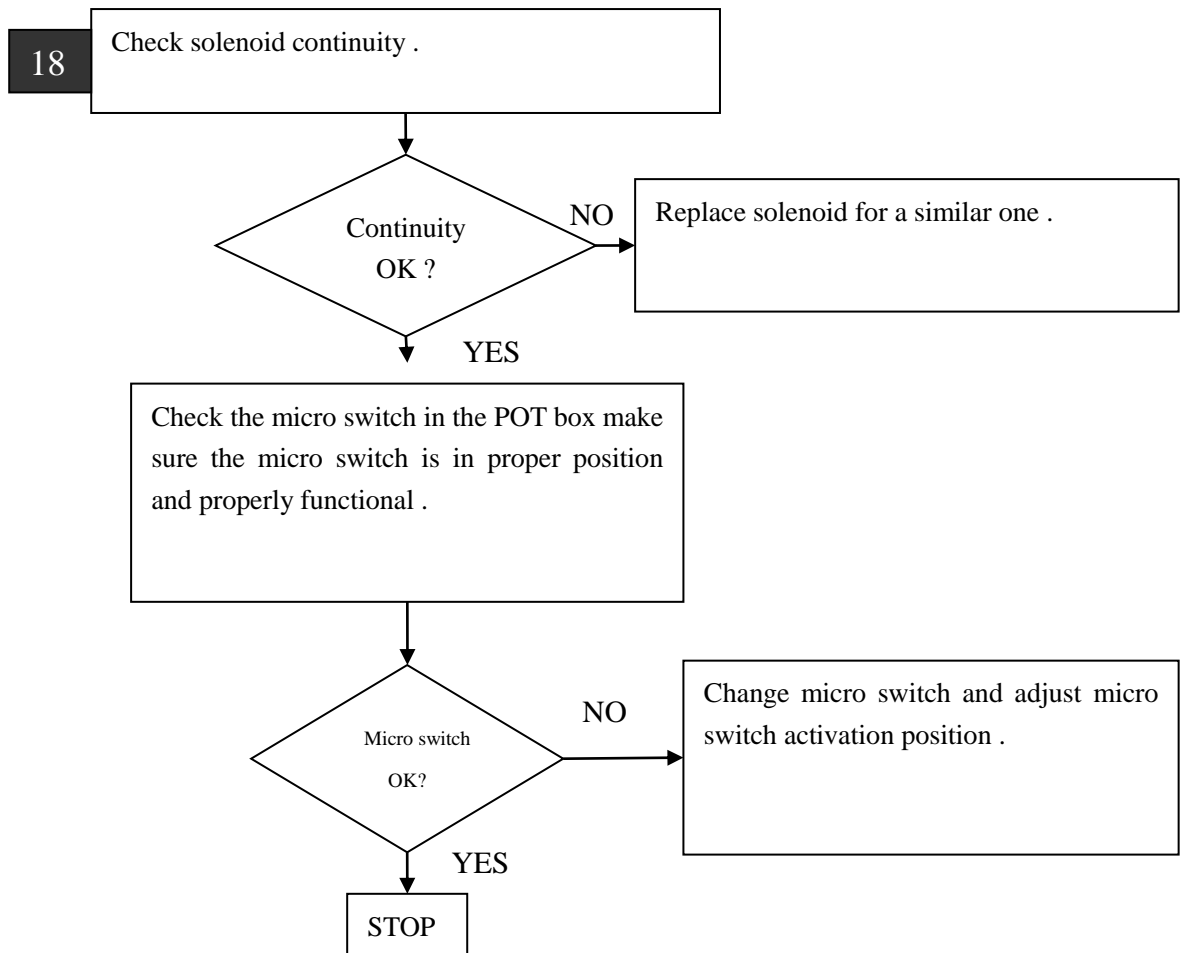 18
Check solenoid continuity .
Continuity
OK ?
NO
Replace solenoid for a similar one .
YES
Check the micro switch in the POT box make
sure the micro switch is in proper position
and properly functional .
Micro switch
OK?
NO
Change micro switch and adjust micro
switch activation position .
YES
STOP